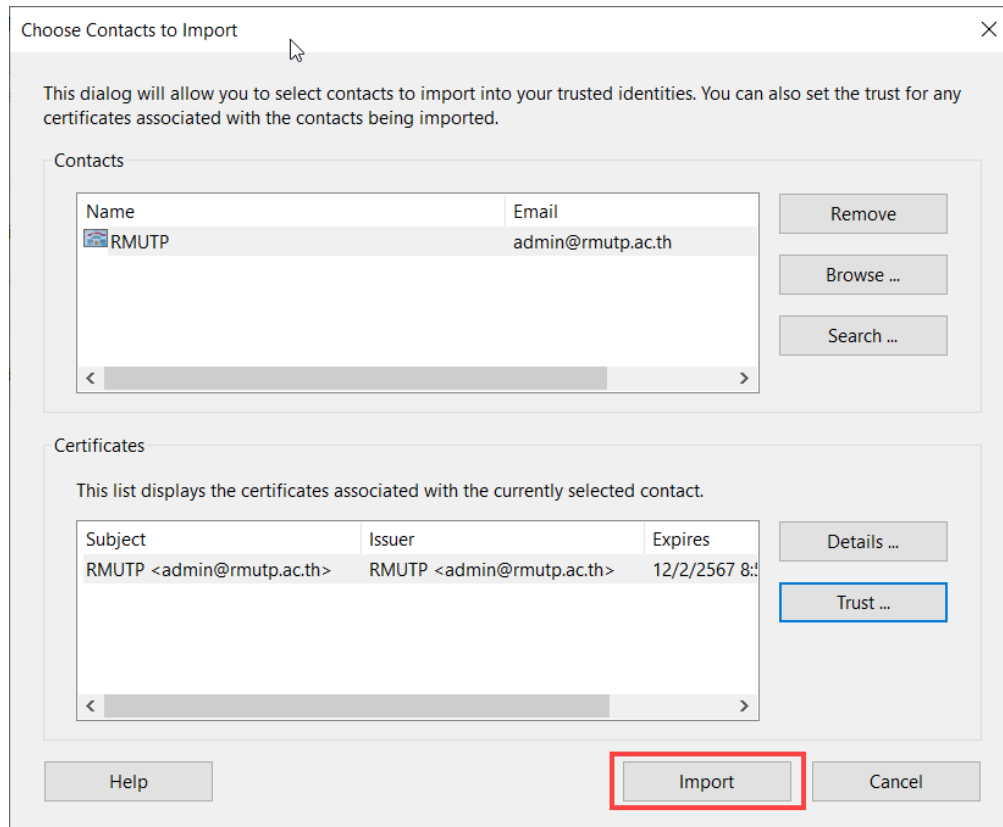 Choose Contacts to Import
This dialog will allow you to select contacts to import into your trusted identities. You can also set the trust for any
certificates associated with the contacts being imported.
Contacts
Name Email
RMUTP admin@rmutp.ac.th
Remove
Browse ...
Search ...
Certificates
This list displays the certificates associated with the currently selected contact.
Subject Issuer Expires
RMUTP <admin@rmutp.ac.th> RMUTP <admin@rmutp.ac.th> 12/2/2567
Details ...
Trust ...
Help Import Cancel